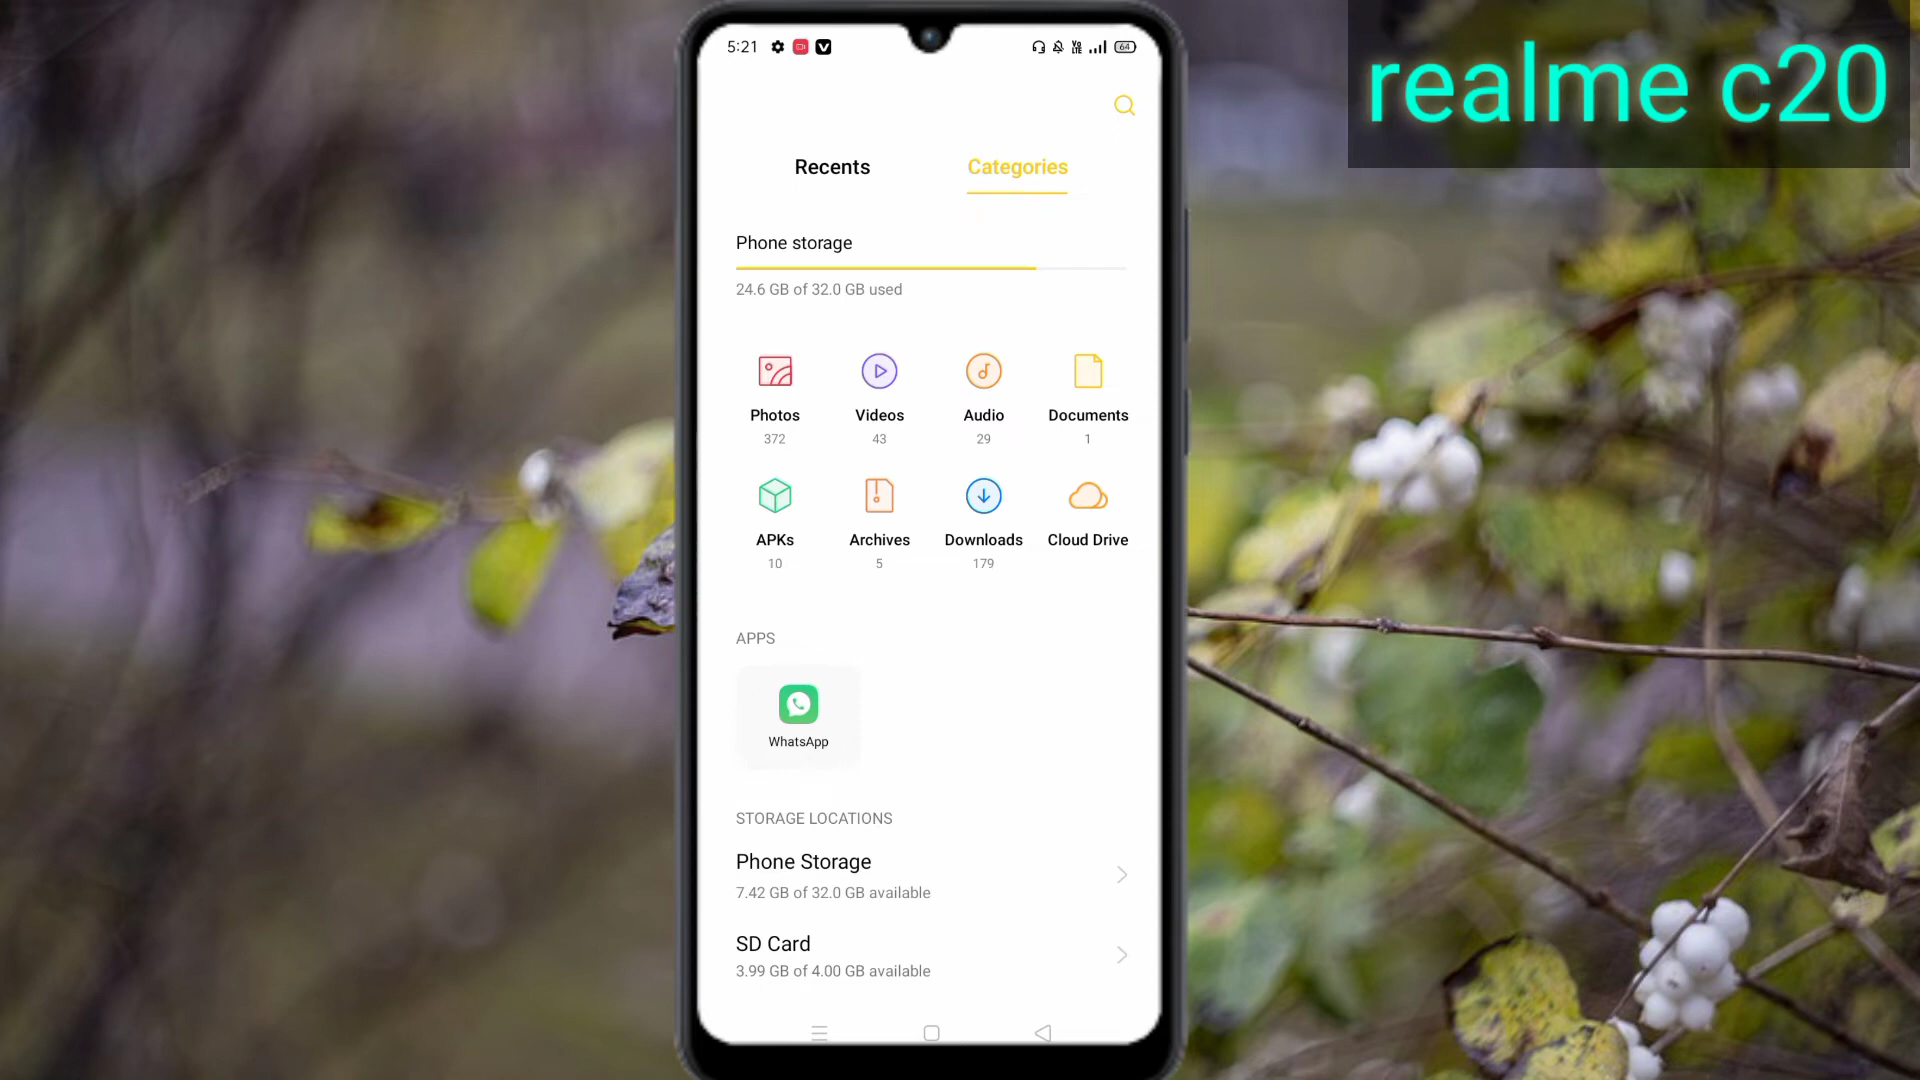 realme c20
5:21
64
Recents
Categories
Phone storage
24.6 GB of 32.0 GB used
Photos
Videos
Audio
Documents
372
43
29
1
APKs
Archives
Downloads
Cloud Drive
10
5
179
APPS
WhatsApp
STORAGE LOCATIONS
Phone Storage
7.42 GB of 32.0 GB available
SD Card
3.99 GB of 4.00 GB available